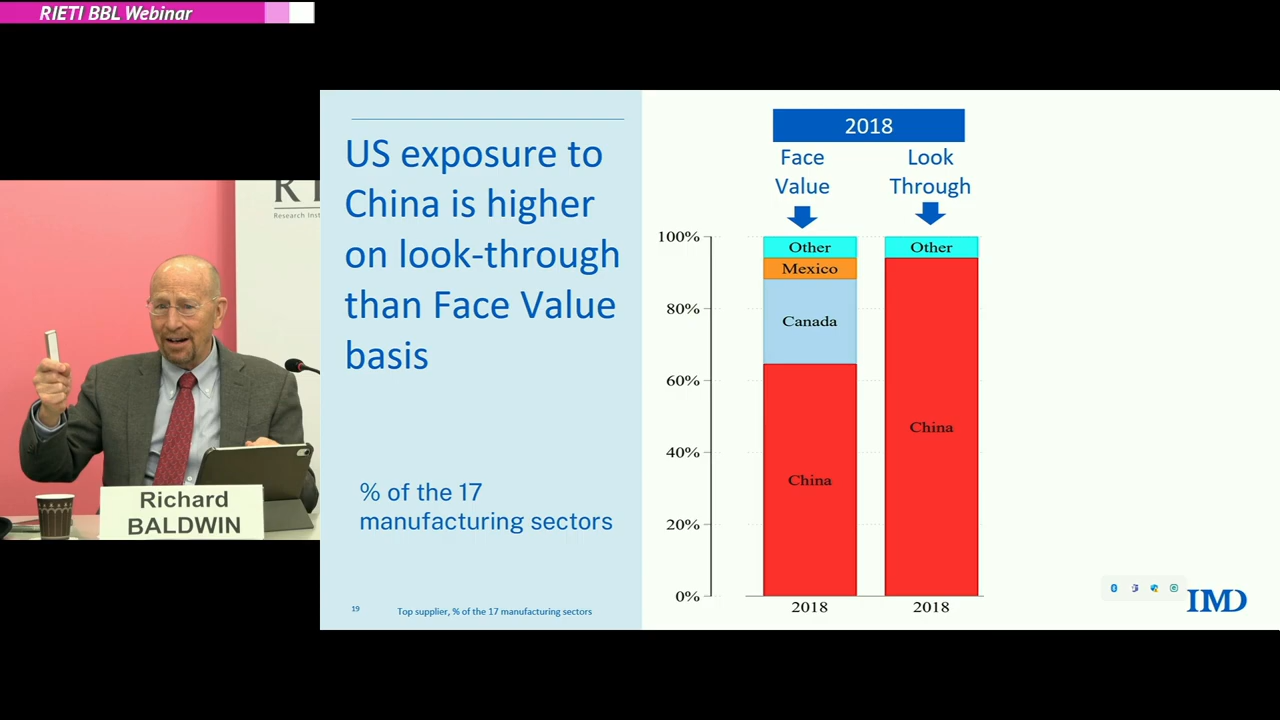 RIETI BBL Webinar
Research Inst
Richard
BALDWIN
US exposure to
China is higher
on look-through
than Face Value
basis
% of the 17
manufacturing sectors
19
Top supplier, % of the 17 manufacturing sectors
2018
Face
Value
Look
Through
100%
80%
60%
40%
20%
0%
Other
Mexico
Canada
China
2018
Other
China
2018
IMD